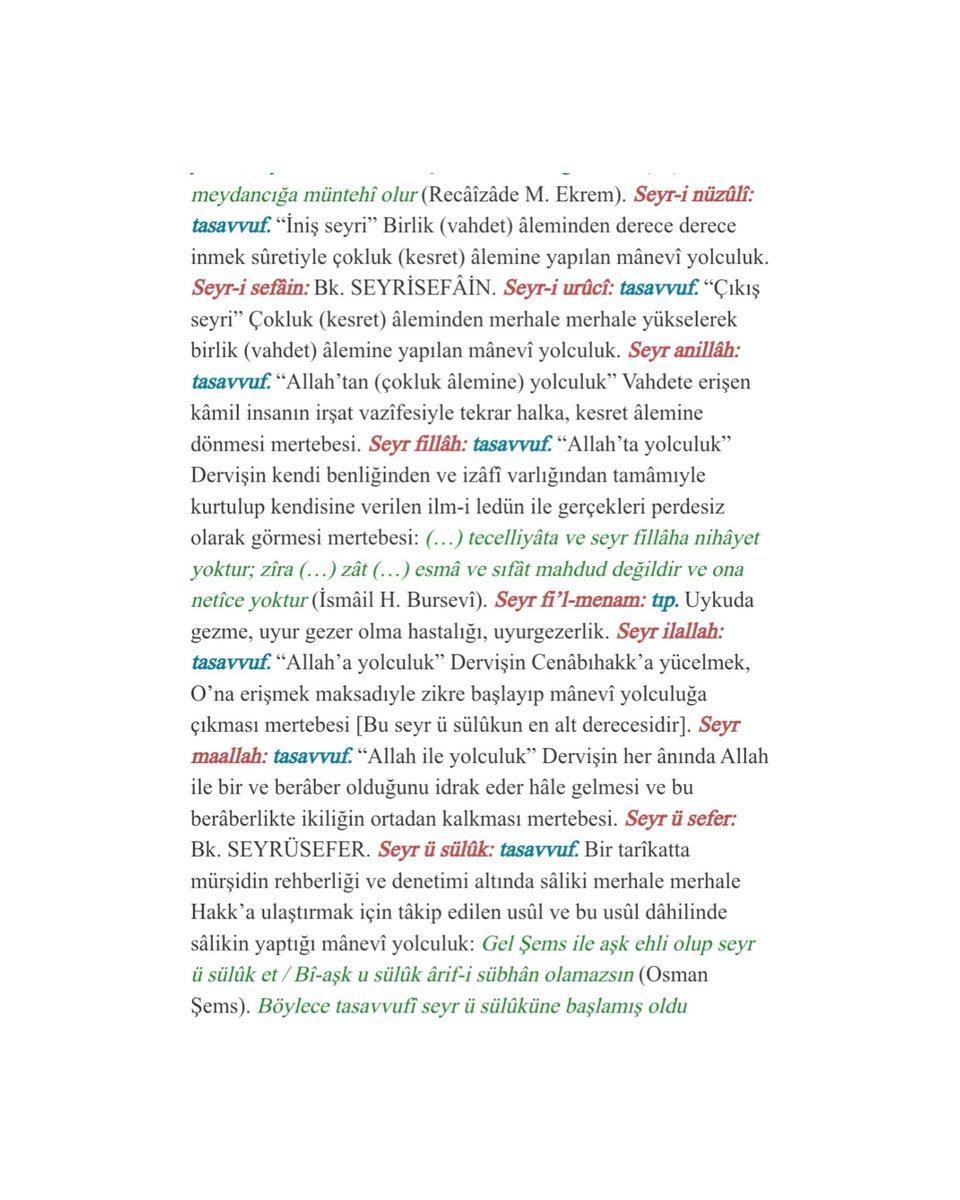 meydancığa müntehî olur (Recâîzâde M. Ekrem). Seyr-i nüzûlî:
tasavvuf. “İniş seyri” Birlik (vahdet) âleminden derece derece
inmek sûretiyle çokluk (kesret) âlemine yapılan mânevî yolculuk.
Seyr-i sefâin: Bk. SEYRİSEFÂİN. Seyr-i urûcî: tasavvuf. “Çıkış
seyri” Çokluk (kesret) âleminden merhale merhale yükselerek
birlik (vahdet) âlemine yapılan mânevî yolculuk. Seyr anillâh:
tasavvuf. “Allah’tan (çokluk âlemine) yolculuk” Vahdete erişen
kâmil insanın irşat vazîfesiyle tekrar halka, kesret âlemine
dönmesi mertebesi. Seyr fillâh: tasavvuf. “Allah’ta yolculuk”
Dervişin kendi benliğinden ve izâfî varlığından tamâmıyle
kurtulup kendisine verilen ilm-i ledün ile gerçekleri perdesiz
olarak görmesi mertebesi: (…) tecelliyâta ve seyr fillâha nihâyet
yoktur; zîra (…) zât (…) esmâ ve sıfât mahdud değildir ve ona
netîce yoktur (İsmâil H. Bursevî). Seyr fi’l-menam: tıp. Uykuda
gezme, uyur gezer olma hastalığı, uyurgezerlik. Seyr ilallah:
tasavvuf. “Allah’a yolculuk” Dervişin Cenâbıhakk’a yücelmek,
O’na erişmek maksadıyle zikre başlayıp mânevî yolculuğa
çıkması mertebesi [Bu seyr ü sülûkun en alt derecesidir]. Seyr
maallah: tasavvuf. “Allah ile yolculuk” Dervişin her ânında Allah
ile bir ve berâber olduğunu idrak eder hâle gelmesi ve bu
berâberlikte ikiliğin ortadan kalkması mertebesi. Seyr ü sefer:
Bk. SEYRÜSEFER. Seyr ü sülûk: tasavvuf. Bir tarîkatta
mürşidin rehberliği ve denetimi altında sâliki merhale merhale
Hakk’a ulaştırmak için tâkip edilen usûl ve bu usûl dâhilinde
sâlikin yaptığı mânevî yolculuk: Gel Şems ile aşk ehli olup seyr
ü sülûk et / Bî-aşk u sülûk ârif-i sübhân olamazsın (Osman
Şems). Böylece tasavvufî seyr ü sülûküne başlamış oldu